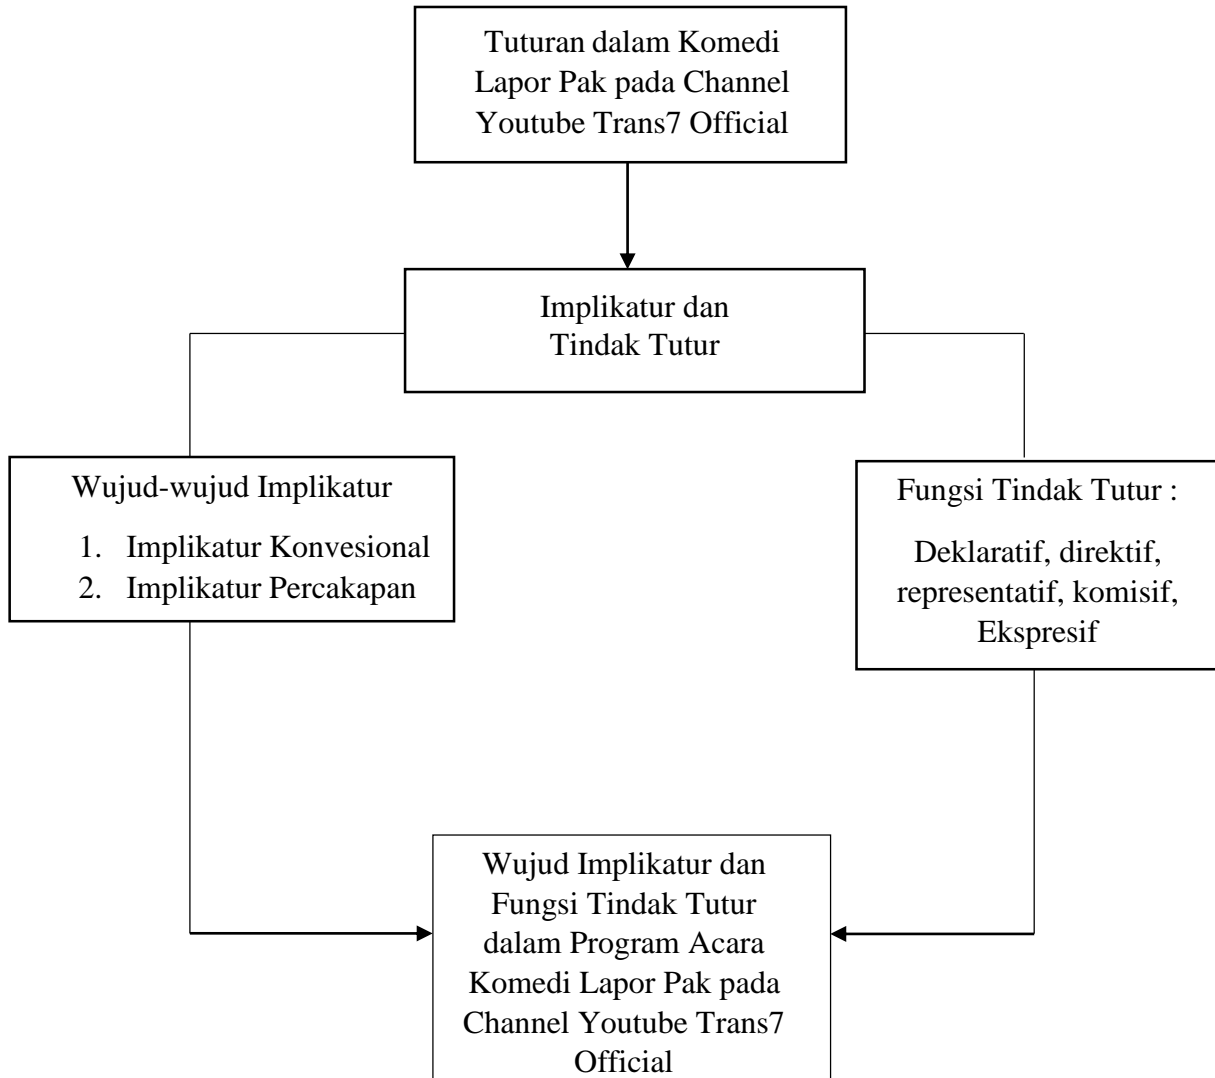 Tuturan dalam Komedi
Lapor Pak pada Channel
Youtube Trans7 Official
Implikatur dan
Tindak Tutur
Wujud-wujud Implikatur
1. Implikatur Konvesional
2. Implikatur Percakapan
Fungsi Tindak Tutur :
Deklaratif, direktif,
representatif, komisif,
Ekspresif
Wujud Implikatur dan
Fungsi Tindak Tutur
dalam Program Acara
Komedi Lapor Pak pada
Channel Youtube Trans7
Official